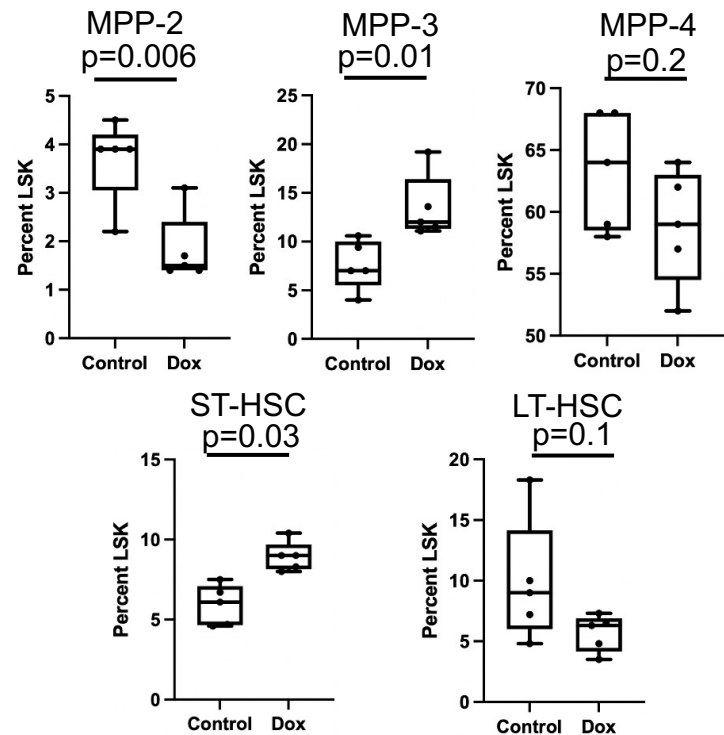 MPP-2
p=0.006
Percent LSK
5
4
3
2
1
0
Control Dox
MPP-3
p=0.01
Percent LSK
25
20
15
10
5
0
Control Dox
MPP-4
p=0.2
Percent LSK
70
65
60
55
50
Control Dox
ST-HSC
p=0.03
Percent LSK
15
10
5
0
Control Dox
LT-HSC
p=0.1
Percent LSK
20
15
10
5
0
Control Dox